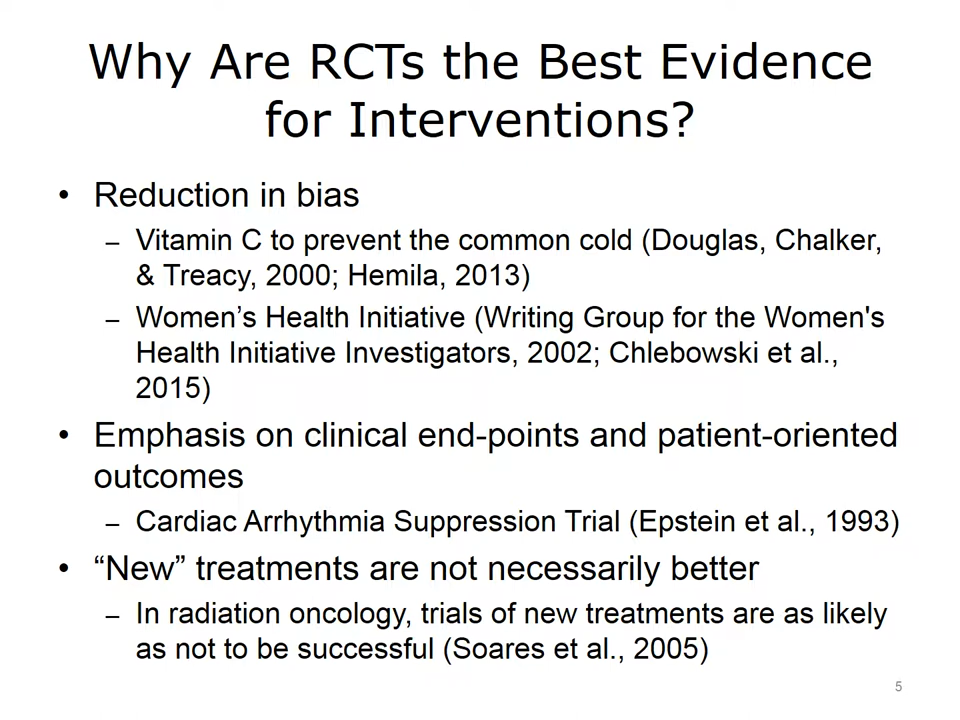 Why Are RCTs the Best Evidence
for Interventions?
• Reduction in bias
– Vitamin C to prevent the common cold (Douglas, Chalker,
& Treacy, 2000; Hemila, 2013)
– Women’s Health Initiative (Writing Group for the Women's
Health Initiative Investigators, 2002; Chlebowski et al.,
2015)
• Emphasis on clinical end-points and patient-oriented
outcomes
– Cardiac Arrhythmia Suppression Trial (Epstein et al., 1993)
• “New” treatments are not necessarily better
– In radiation oncology, trials of new treatments are as likely
as not to be successful (Soares et al., 2005)
5